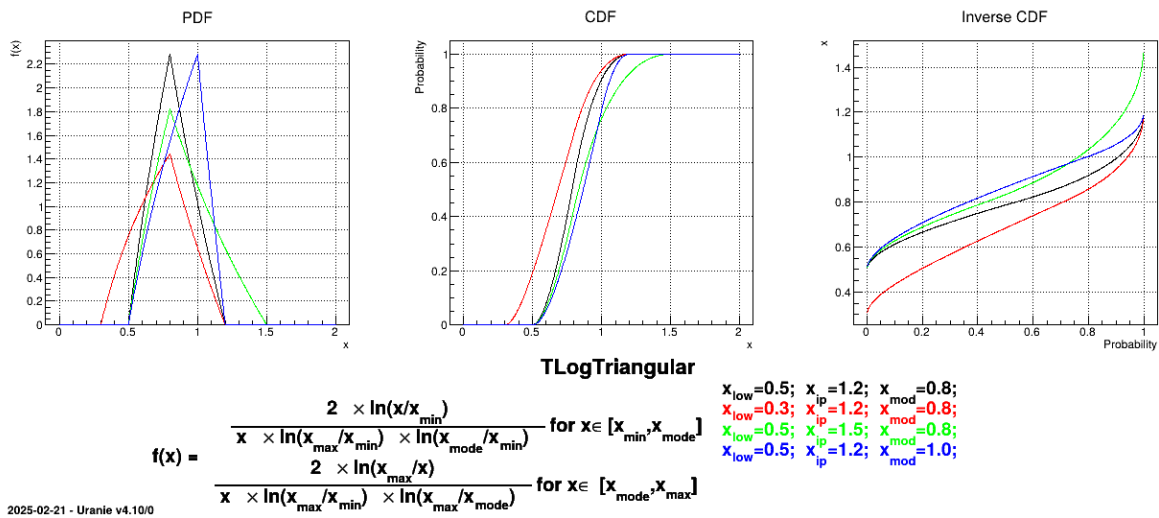 PDF
CDF
Inverse CDF
f(x)
2.2
2
1.8
1.6
1.4
1.2
1
0.8
0.6
0.4
0.2
0
0 0.5 1 1.5 2
x
Probability
1
0.8
0.6
0.4
0.2
0
0 0.5 1 1.5 2
x
x
1.4
1.2
1
0.8
0.6
0.4
0 0.2 0.4 0.6 0.8 1
Probability
TLogTriangular
x_low=0.5; x_ip=1.2; x_mod=0.8;
x_low=0.3; x_ip=1.2; x_mod=0.8;
x_low=0.5; x_ip=1.5; x_mod=0.8;
x_low=0.5; x_ip=1.2; x_mod=1.0;
f(x) =
2 × ln(x/x_min)
x × ln(x_max/x_min) × ln(x_mode/x_min)
for x∈ [x_min,x_mode]
2 × ln(x_max/x)
x × ln(x_max/x_min) × ln(x_max/x_mode)
for x∈ [x_mode,x_max]
2025-02-21 - Uranie v4.10/0